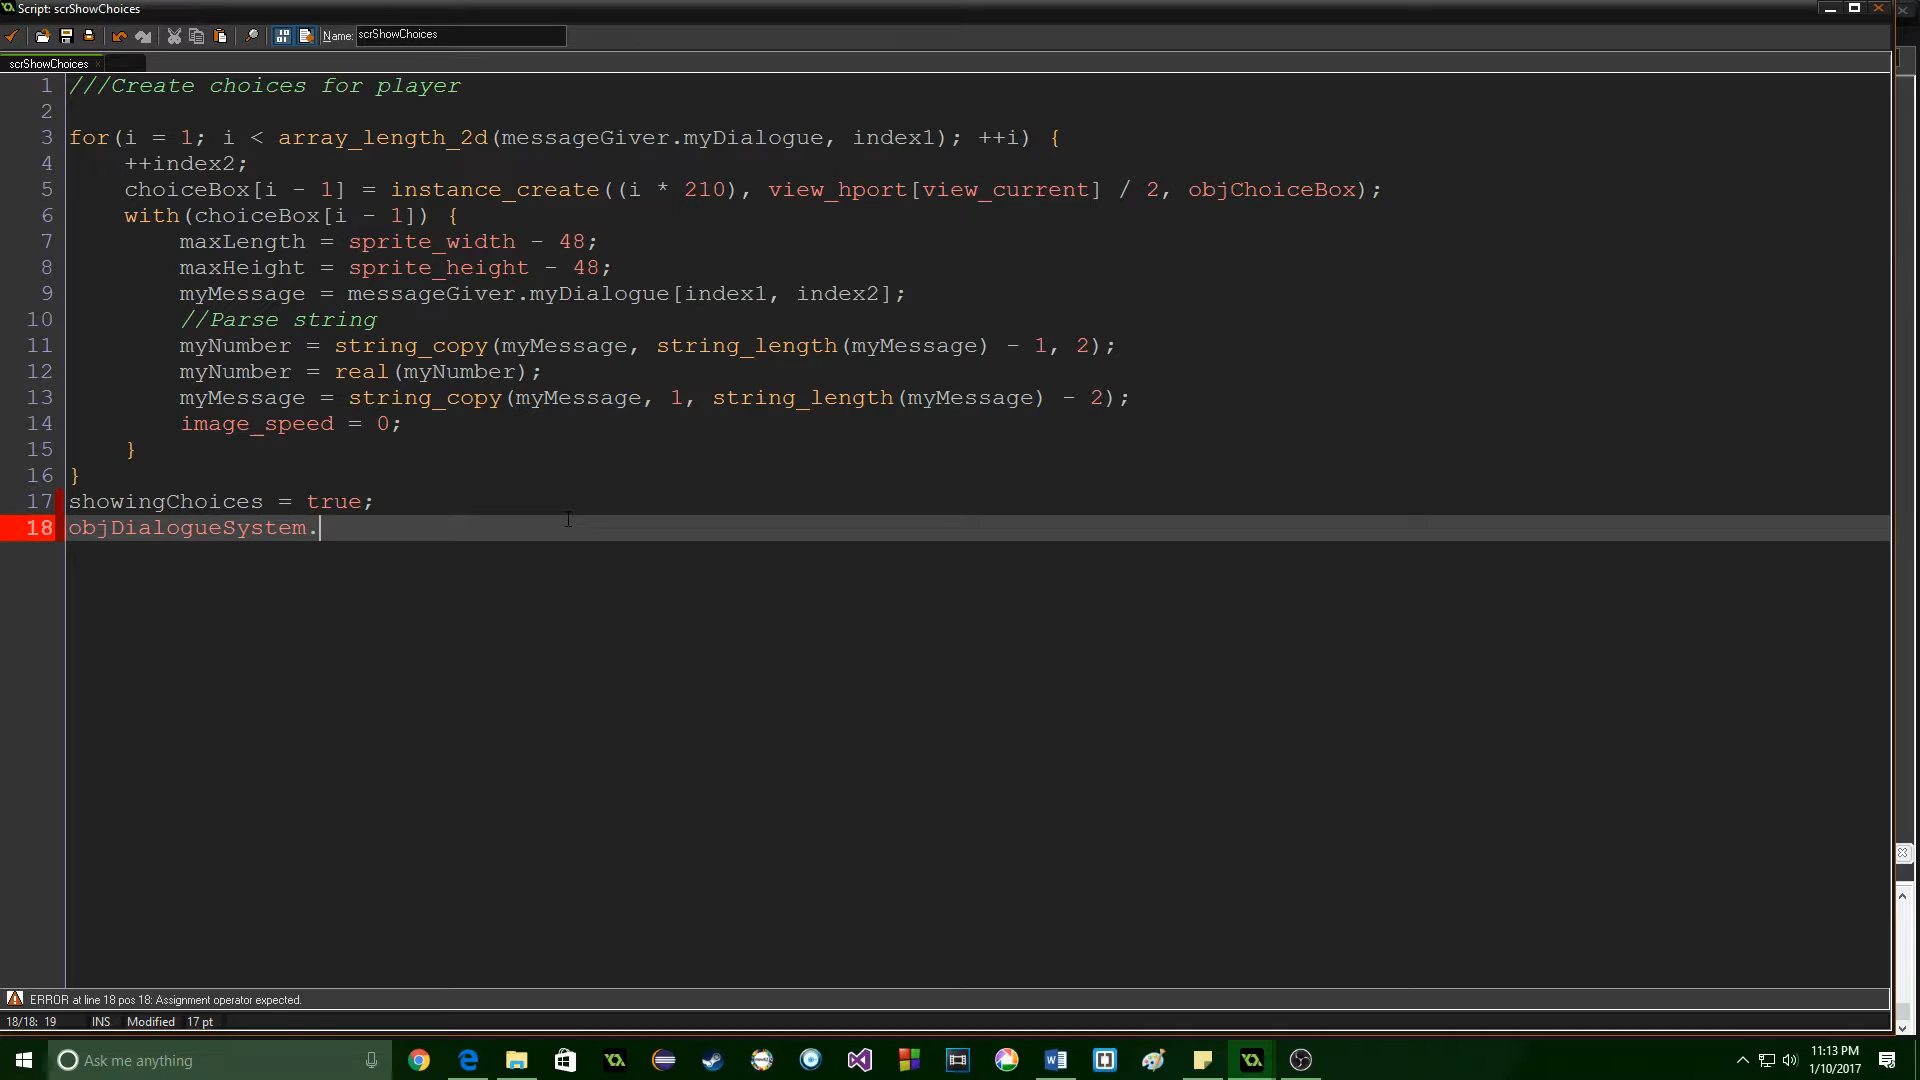 Script: scrShowChoices
Name: scrShowChoices
scrShowChoices
1 ///Create choices for player
2
3 for(i = 1; i < array_length_2d(messageGiver.myDialogue, index1); ++i) {
4 ++index2;
5 choiceBox[i - 1] = instance_create((i * 210), view_hport[view_current] / 2, objChoiceBox);
6 with(choiceBox[i - 1]) {
7 maxLength = sprite_width - 48;
8 maxHeight = sprite_height - 48;
9 myMessage = messageGiver.myDialogue[index1, index2];
10 //Parse string
11 myNumber = string_copy(myMessage, string_length(myMessage) - 1, 2);
12 myNumber = real(myNumber);
13 myMessage = string_copy(myMessage, 1, string_length(myMessage) - 2);
14 image_speed = 0;
15 }
16 }
17 showingChoices = true;
18 objDialogueSystem.
ERROR at line 18 pos 18: Assignment operator expected.
18/18: 19 INS Modified 17 pt
Ask me anything
11:13 PM
1/10/2017